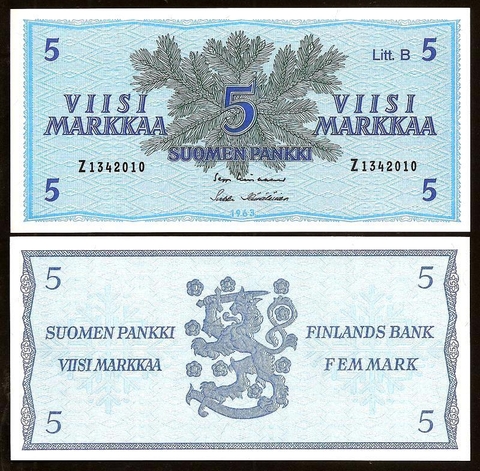 5 Litt. B 5
VIISI VIISI
MARKKAA 5 MARKKAA
Z1342010 SUOMEN PANKKI Z1342010
5 5
1963
5 5
SUOMEN PANKKI FINLANDS BANK
VIISI MARKKAA FEM MARK
5 5